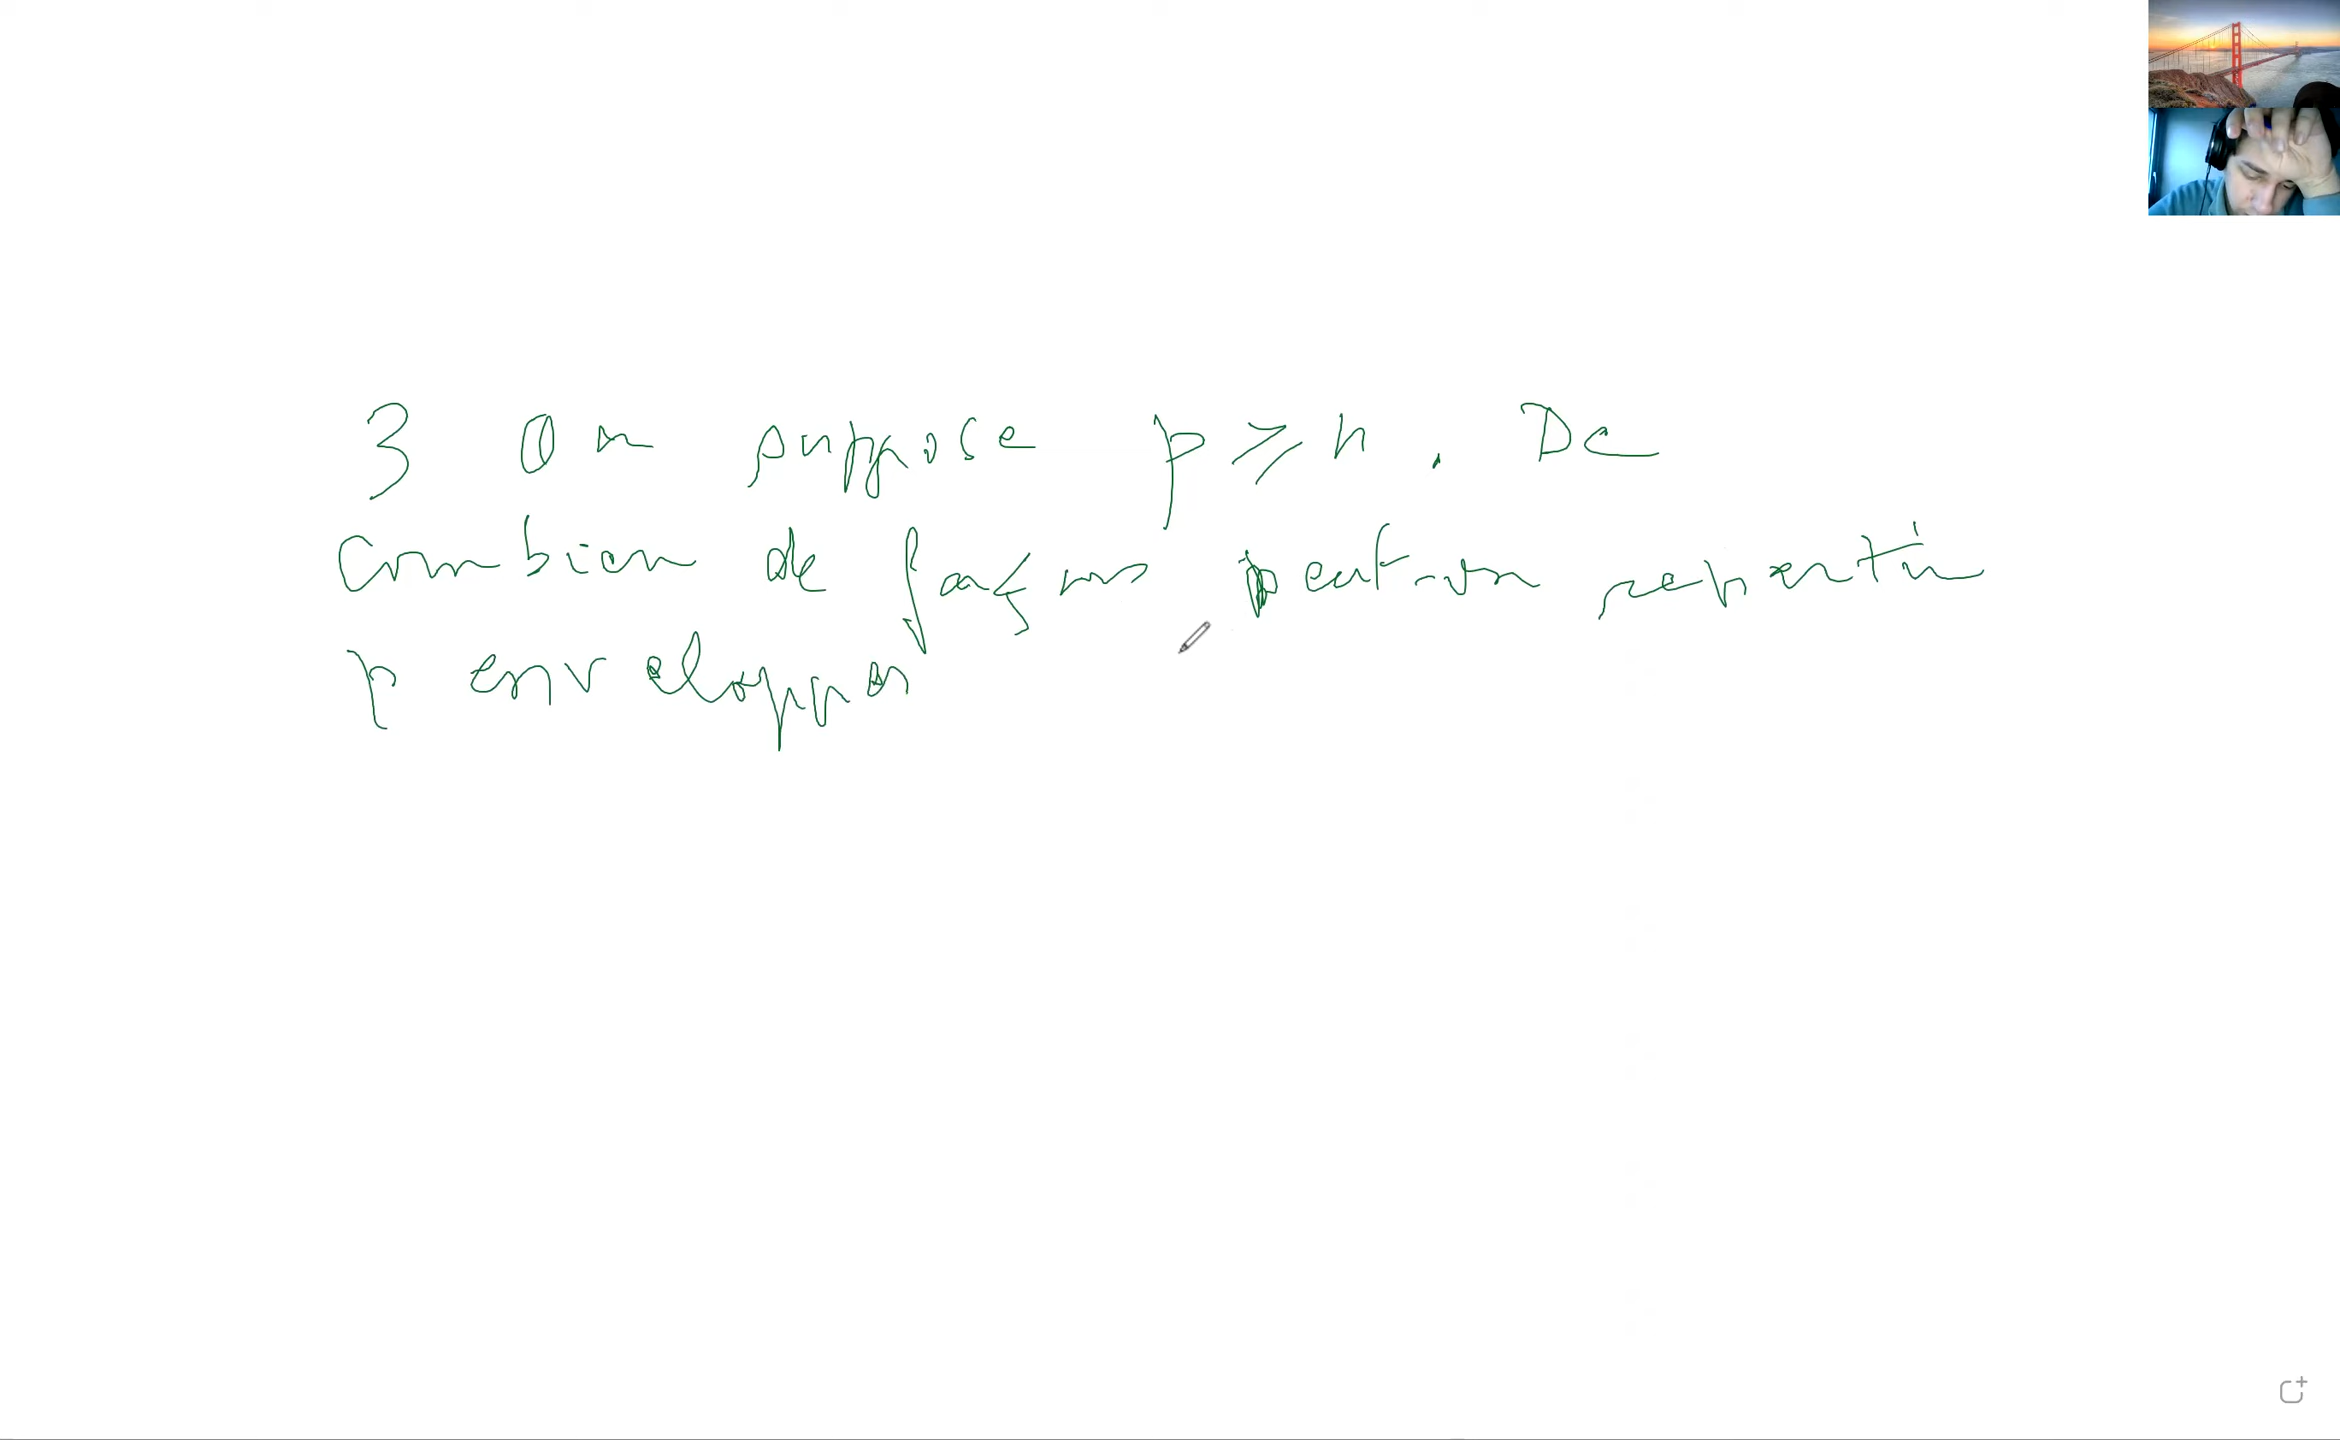 3 On suppose p ⩾ n . De
Combien de façons peut-on répartir
p enveloppes